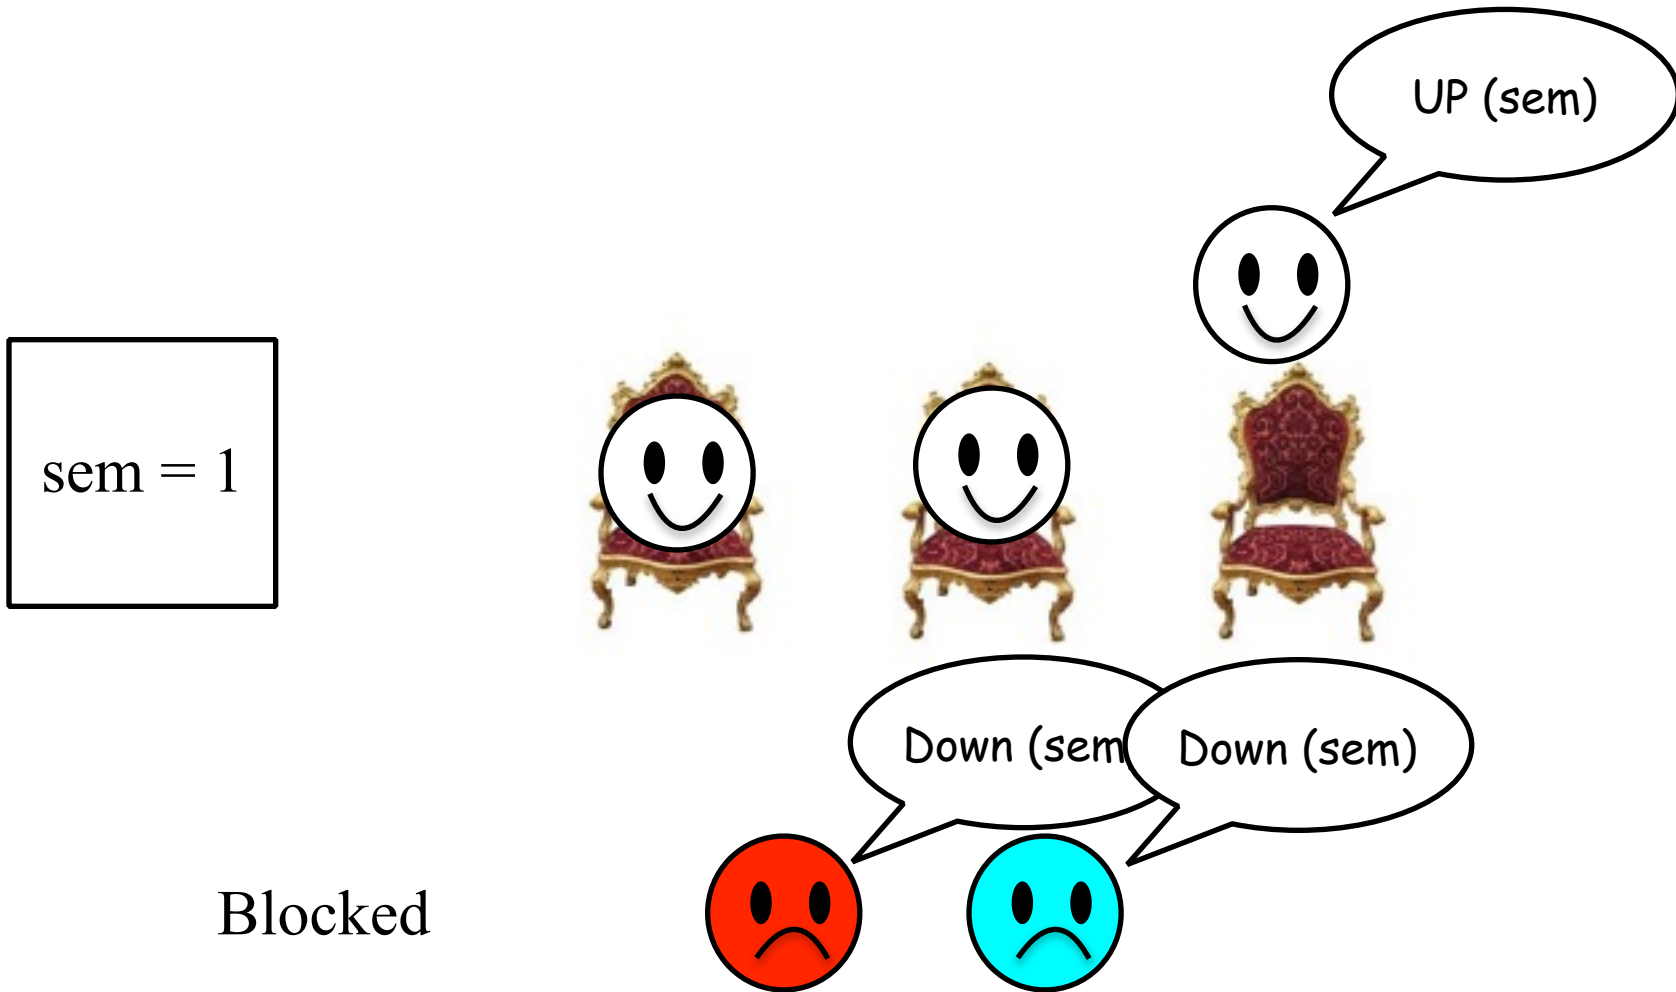 UP (sem)
sem = 1
Down (sem
Down (sem)
Blocked